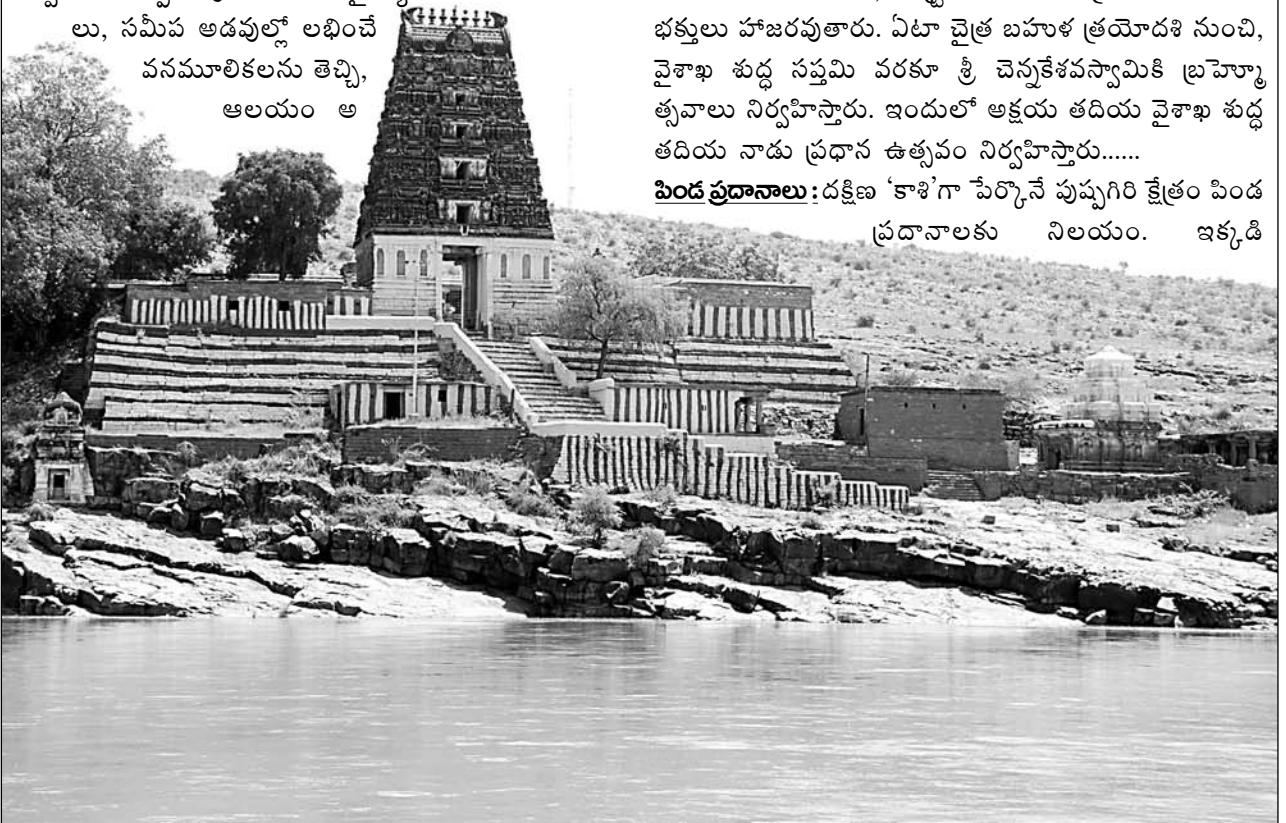 లు, సమీప అడవుల్లో లభించే
వనమూలికలను తెచ్చి,
ఆలయం అ
భక్తులు హాజరవుతారు. ఏటా చైత్ర బహుళ త్రయోదశి నుంచి,
వైశాఖ శుద్ధ సప్తమి వరకూ శ్రీ చెన్నకేశవస్వామికి బ్రహ్మో
త్సవాలు నిర్వహిస్తారు. ఇందులో అక్షయ తదియ వైశాఖ శుద్ధ
తదియ నాడు ప్రధాన ఉత్సవం నిర్వహిస్తారు......
పిండ ప్రదానాలు : దక్షిణ ‘కాశి’గా పేర్కొనే పుష్పగిరి క్షేత్రం పిండ
ప్రదానాలకు నిలయం. ఇక్కడి